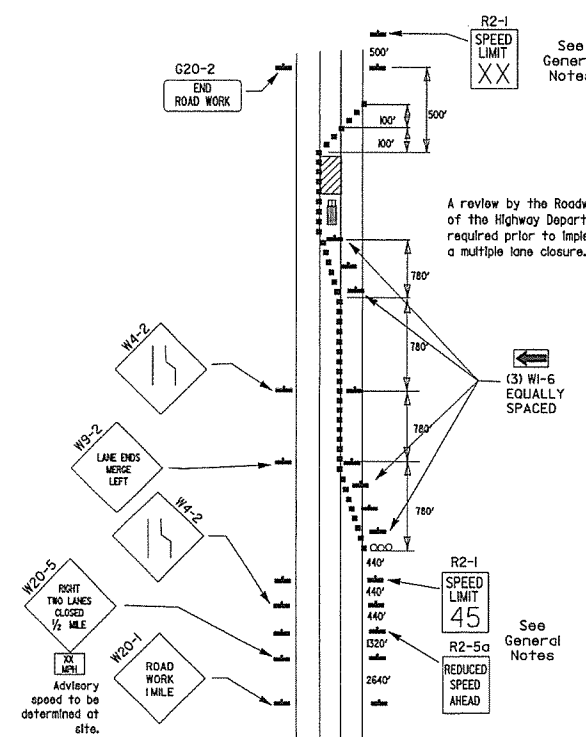 R2-1
SPEED
LIMIT
XX
See
General
Notes
500'
G20-2
END
ROAD WORK
100'
500'
100'
A review by the Roadw
of the Highway Depart
required prior to imple
a multiple lane closure.
780'
W4-2
780'
(3) W1-6
EQUALLY
SPACED
W9-2
LANE ENDS
MERGE
LEFT
780'
W4-2
780'
440'
R2-1
SPEED
LIMIT
45
440'
440'
See
General
Notes
W20-5
RIGHT
TWO LANES
CLOSED
1/2 MILE
XX
MPH
Advisory
speed to be
determined at
site.
W20-1
ROAD
WORK
1 MILE
1320'
R2-5a
REDUCED
SPEED
AHEAD
2640'